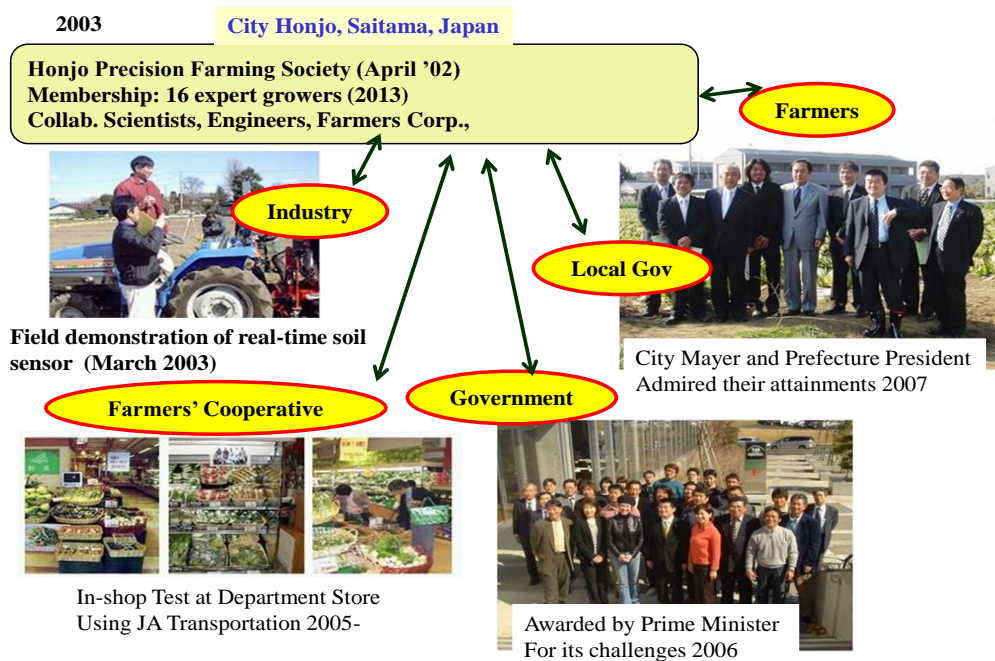 2003
City Honjo, Saitama, Japan
Honjo Precision Farming Society (April ’02)
Membership: 16 expert growers (2013)
Collab. Scientists, Engineers, Farmers Corp.,
Farmers
Industry
Local Gov
Field demonstration of real-time soil
sensor (March 2003)
City Mayer and Prefecture President
Admired their attainments 2007
Farmers’ Cooperative
Government
In-shop Test at Department Store
Using JA Transportation 2005-
Awarded by Prime Minister
For its challenges 2006